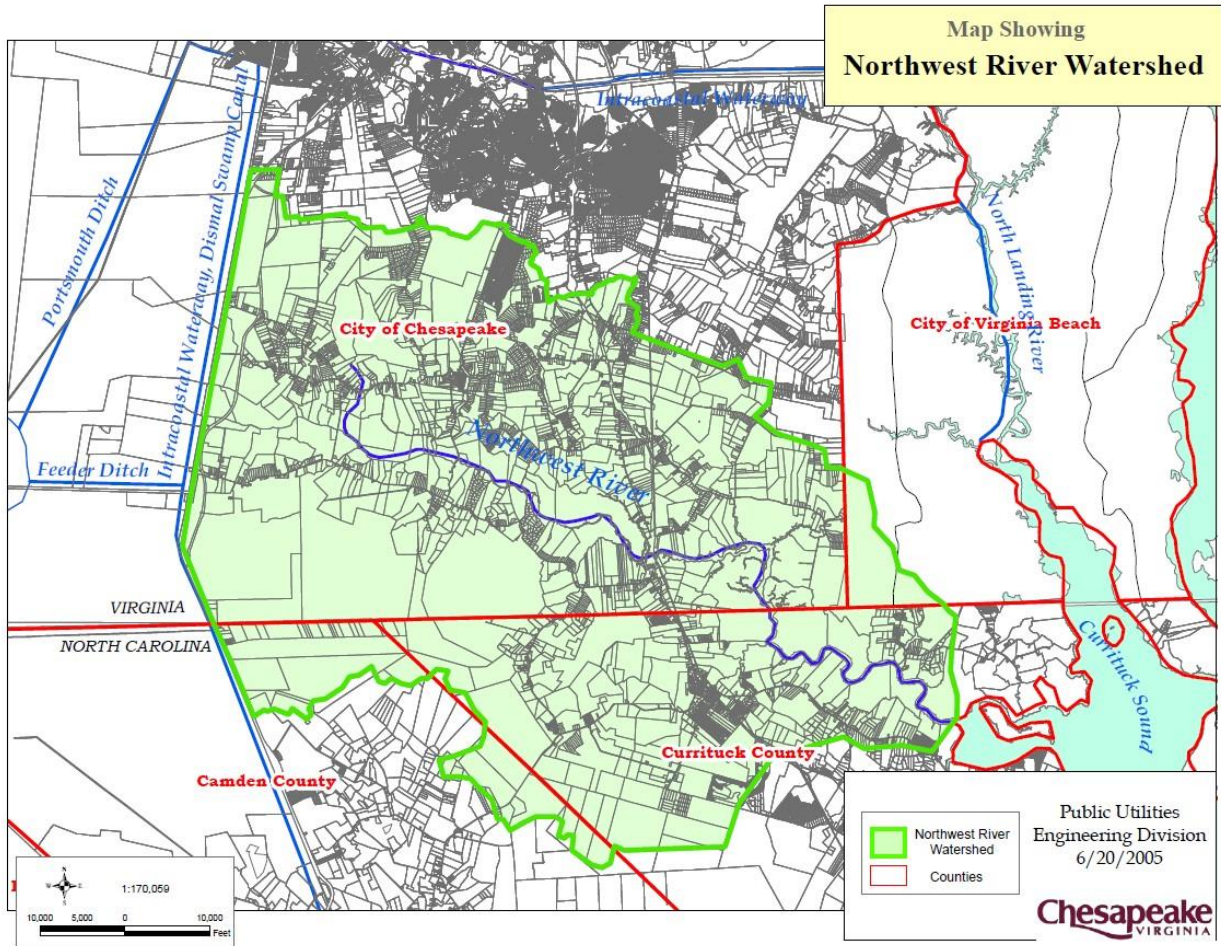 Map Showing
Northwest River Watershed
Intracoastal Waterway
Portsmouth Ditch
Intracoastal Waterway, Dismal Swamp Canal
North Landing River
City of Chesapeake
City of Virginia Beach
Northwest River
Feeder Ditch
VIRGINIA
NORTH CAROLINA
Currituck Sound
Currituck County
Camden County
Northwest River
Watershed
Counties
Public Utilities
Engineering Division
6/20/2005
Chesapeake
VIRGINIA
N
W E
S
1:170,059
10,000 5,000 0 10,000
Feet